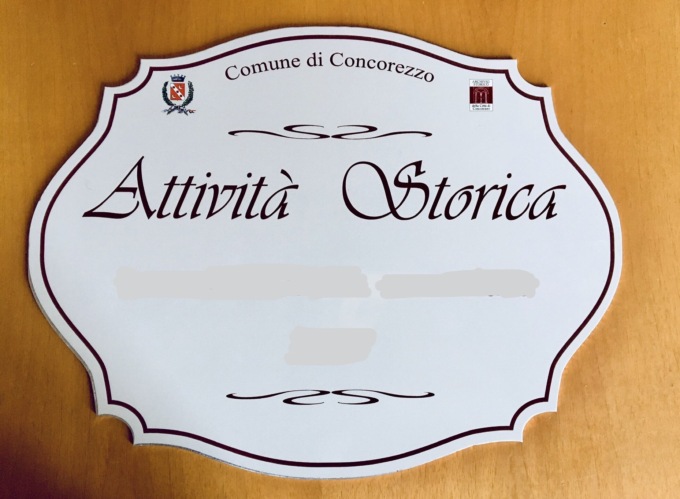 Comune di Concorezzo
Attività Storica